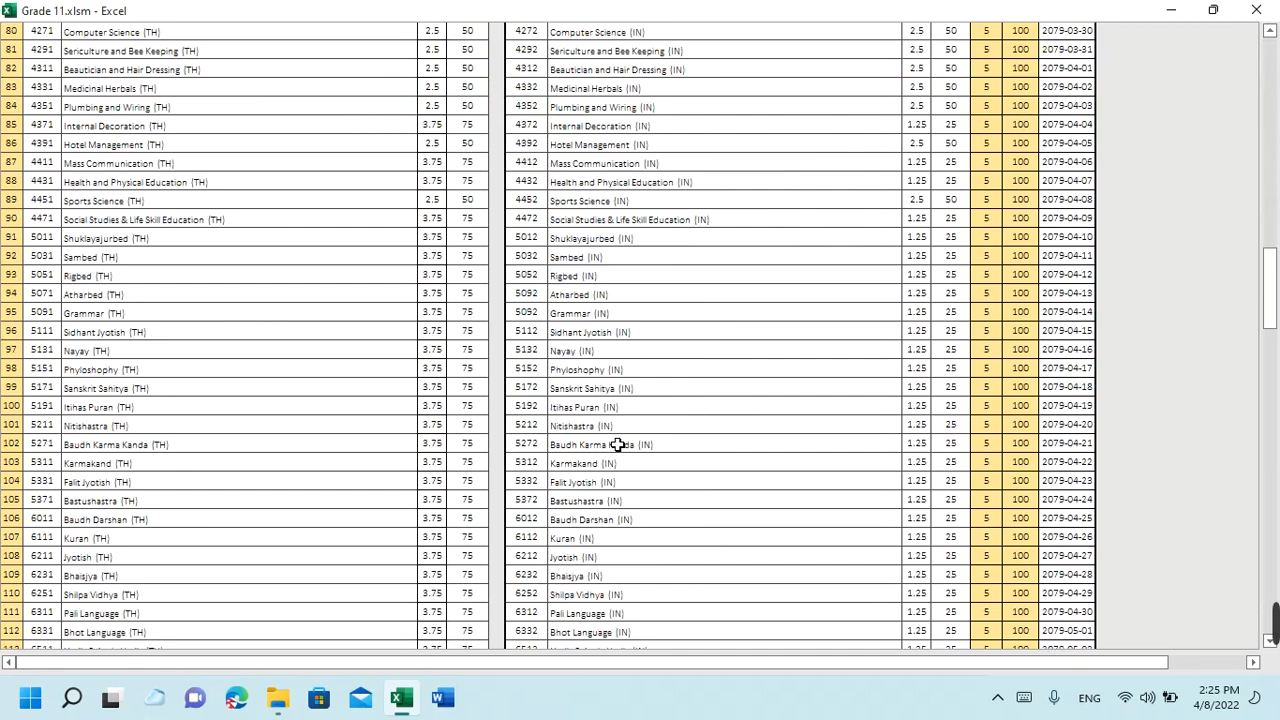 Grade 11.xlsm - Excel
80 4271 Computer Science (TH) 2.5 50 4272 Computer Science (IN) 2.5 50 5 100 2079-03-30
81 4291 Sericulture and Bee Keeping (TH) 2.5 50 4292 Sericulture and Bee Keeping (IN) 2.5 50 5 100 2079-03-31
82 4311 Beautician and Hair Dressing (TH) 2.5 50 4312 Beautician and Hair Dressing (IN) 2.5 50 5 100 2079-04-01
83 4331 Medicinal Herbals (TH) 2.5 50 4332 Medicinal Herbals (IN) 2.5 50 5 100 2079-04-02
84 4351 Plumbing and Wiring (TH) 2.5 50 4352 Plumbing and Wiring (IN) 2.5 50 5 100 2079-04-03
85 4371 Internal Decoration (TH) 3.75 75 4372 Internal Decoration (IN) 1.25 25 5 100 2079-04-04
86 4391 Hotel Management (TH) 2.5 50 4392 Hotel Management (IN) 2.5 50 5 100 2079-04-05
87 4411 Mass Communication (TH) 3.75 75 4412 Mass Communication (IN) 1.25 25 5 100 2079-04-06
88 4431 Health and Physical Education (TH) 3.75 75 4432 Health and Physical Education (IN) 1.25 25 5 100 2079-04-07
89 4451 Sports Science (TH) 2.5 50 4452 Sports Science (IN) 2.5 50 5 100 2079-04-08
90 4471 Social Studies & Life Skill Education (TH) 3.75 75 4472 Social Studies & Life Skill Education (IN) 1.25 25 5 100 2079-04-09
91 5011 Shuklayajurbed (TH) 3.75 75 5012 Shuklayajurbed (IN) 1.25 25 5 100 2079-04-10
92 5031 Sambed (TH) 3.75 75 5032 Sambed (IN) 1.25 25 5 100 2079-04-11
93 5051 Rigbed (TH) 3.75 75 5052 Rigbed (IN) 1.25 25 5 100 2079-04-12
94 5071 Atharbed (TH) 3.75 75 5092 Atharbed (IN) 1.25 25 5 100 2079-04-13
95 5091 Grammar (TH) 3.75 75 5092 Grammar (IN) 1.25 25 5 100 2079-04-14
96 5111 Sidhant Jyotish (TH) 3.75 75 5112 Sidhant Jyotish (IN) 1.25 25 5 100 2079-04-15
97 5131 Nayay (TH) 3.75 75 5132 Nayay (IN) 1.25 25 5 100 2079-04-16
98 5151 Phyloshophy (TH) 3.75 75 5152 Phyloshophy (IN) 1.25 25 5 100 2079-04-17
99 5171 Sanskrit Sahitya (TH) 3.75 75 5172 Sanskrit Sahitya (IN) 1.25 25 5 100 2079-04-18
100 5191 Itihas Puran (TH) 3.75 75 5192 Itihas Puran (IN) 1.25 25 5 100 2079-04-19
101 5211 Nitishastra (TH) 3.75 75 5212 Nitishastra (IN) 1.25 25 5 100 2079-04-20
102 5271 Baudh Karma Kanda (TH) 3.75 75 5272 Baudh Karma Kanda (IN) 1.25 25 5 100 2079-04-21
103 5311 Karmakand (TH) 3.75 75 5312 Karmakand (IN) 1.25 25 5 100 2079-04-22
104 5331 Falit Jyotish (TH) 3.75 75 5332 Falit Jyotish (IN) 1.25 25 5 100 2079-04-23
105 5371 Bastushastra (TH) 3.75 75 5372 Bastushastra (IN) 1.25 25 5 100 2079-04-24
106 6011 Baudh Darshan (TH) 3.75 75 6012 Baudh Darshan (IN) 1.25 25 5 100 2079-04-25
107 6111 Kuran (TH) 3.75 75 6112 Kuran (IN) 1.25 25 5 100 2079-04-26
108 6211 Jyotish (TH) 3.75 75 6212 Jyotish (IN) 1.25 25 5 100 2079-04-27
109 6231 Bhaisjya (TH) 3.75 75 6232 Bhaisjya (IN) 1.25 25 5 100 2079-04-28
110 6251 Shilpa Vidhya (TH) 3.75 75 6252 Shilpa Vidhya (IN) 1.25 25 5 100 2079-04-29
111 6311 Pali Language (TH) 3.75 75 6312 Pali Language (IN) 1.25 25 5 100 2079-04-30
112 6331 Bhot Language (TH) 3.75 75 6332 Bhot Language (IN) 1.25 25 5 100 2079-05-01
ENG
2:25 PM
4/8/2022